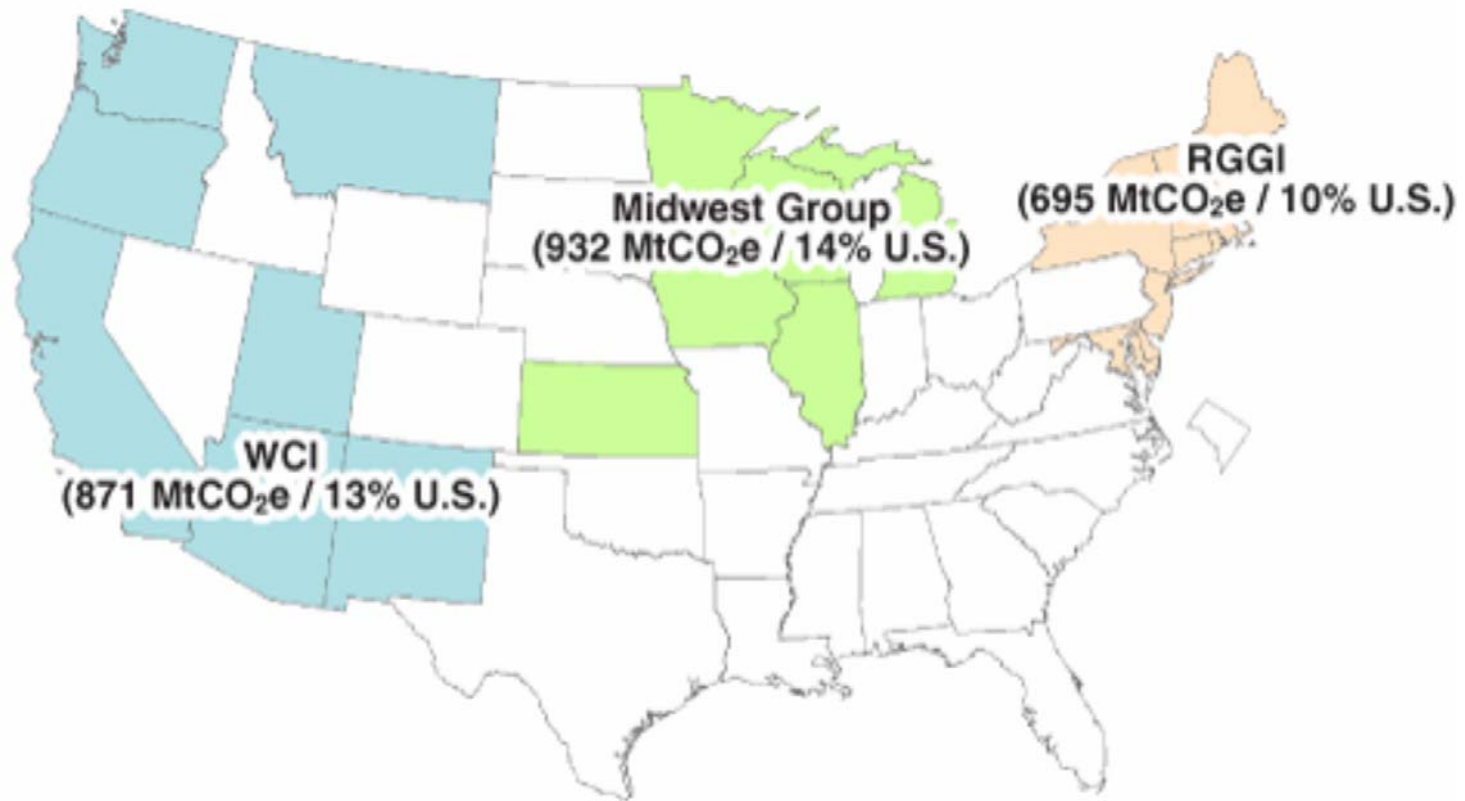 RGGI
(695 MtCO₂e / 10% U.S.)
Midwest Group
(932 MtCO₂e / 14% U.S.)
WCI
(871 MtCO₂e / 13% U.S.)